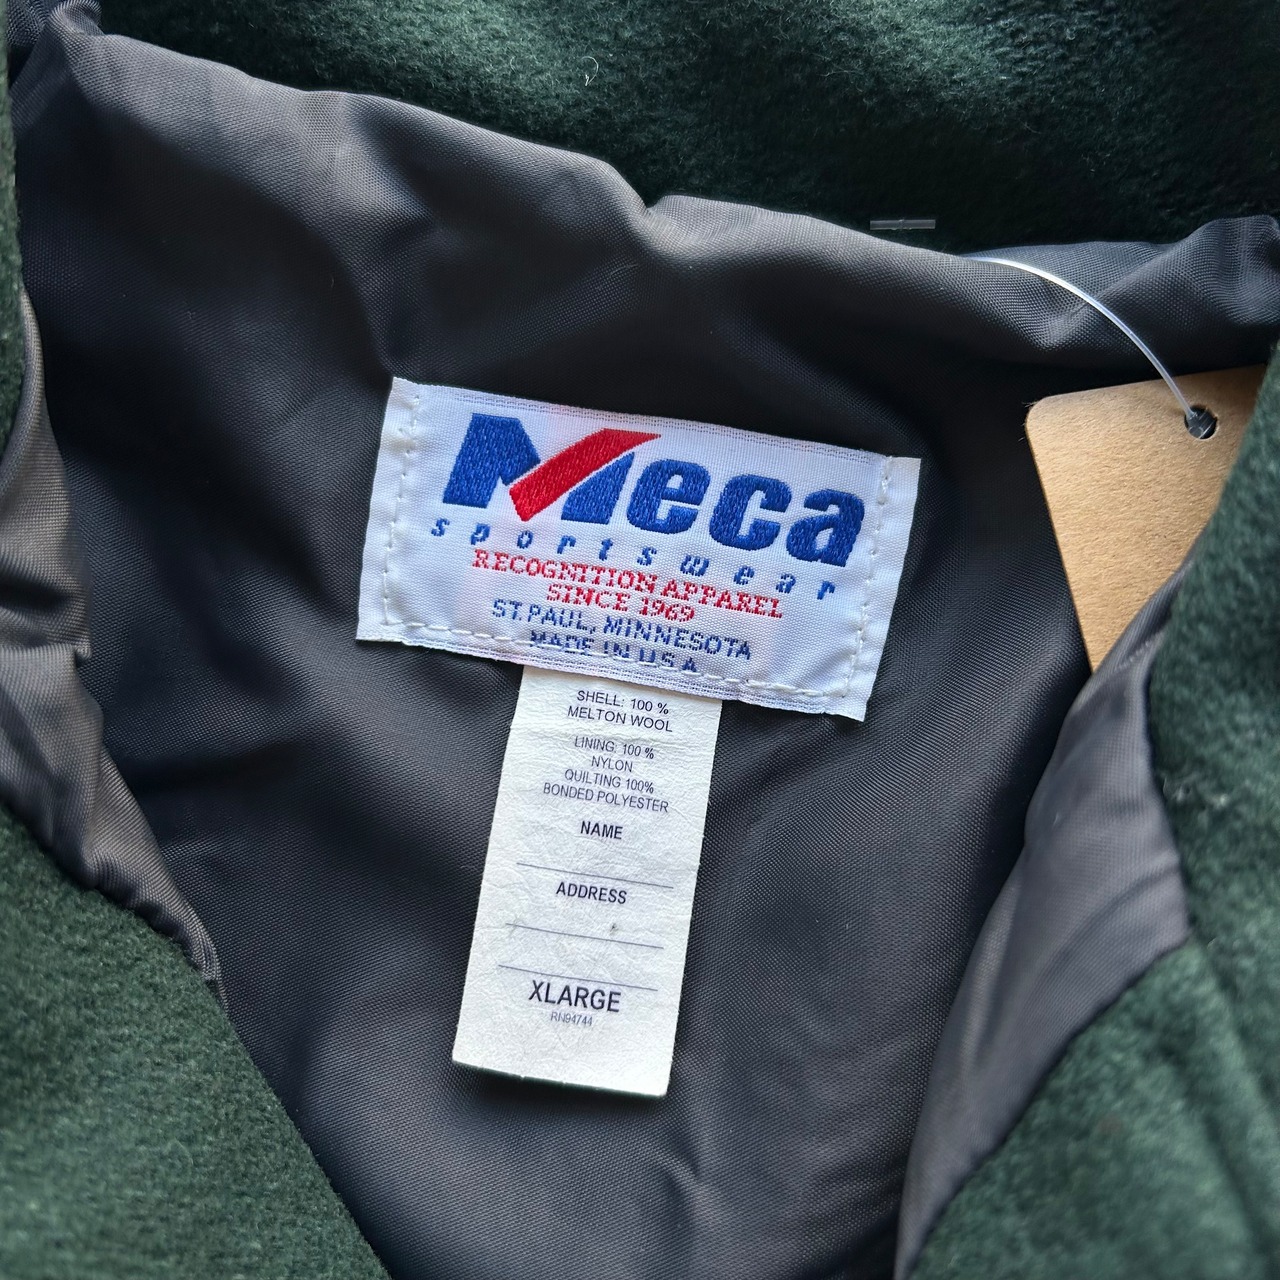 Meca
sportswear
RECOGNITION APPAREL
SINCE 1969
ST. PAUL, MINNESOTA
MADE IN U.S.A
SHELL: 100 %
MELTON WOOL
LINING: 100 %
NYLON
QUILTING 100%
BONDED POLYESTER
NAME
ADDRESS
XLARGE
RN94744